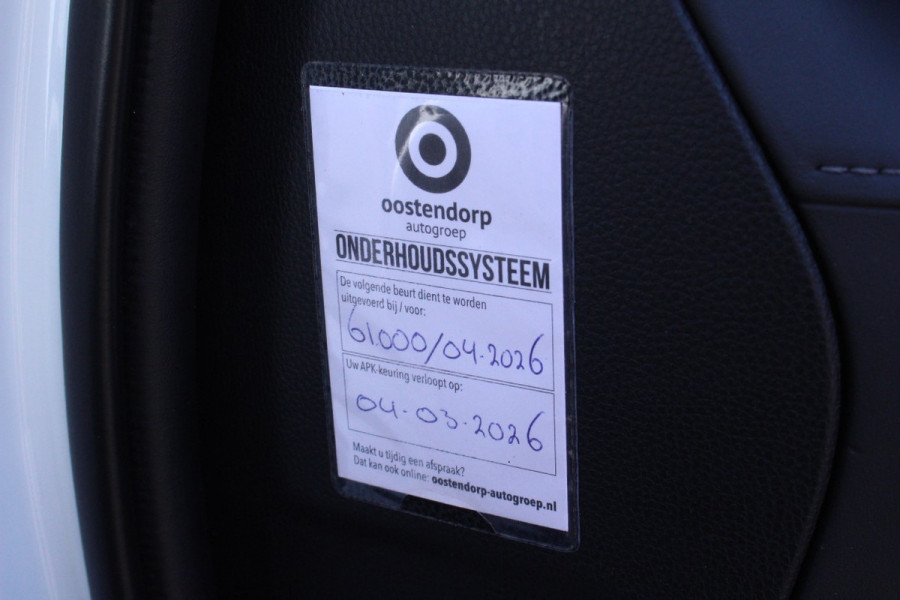 oostendorp
autogroep
ONDERHOUDSSYSTEEM
De volgende beurt dient te worden
uitgevoerd bij / voor:
61.000/04-2026
Uw APK-keuring verloopt op:
04-03-2026
Maakt u tijdig een afspraak?
Dat kan ook online: oostendorp-autogroep.nl